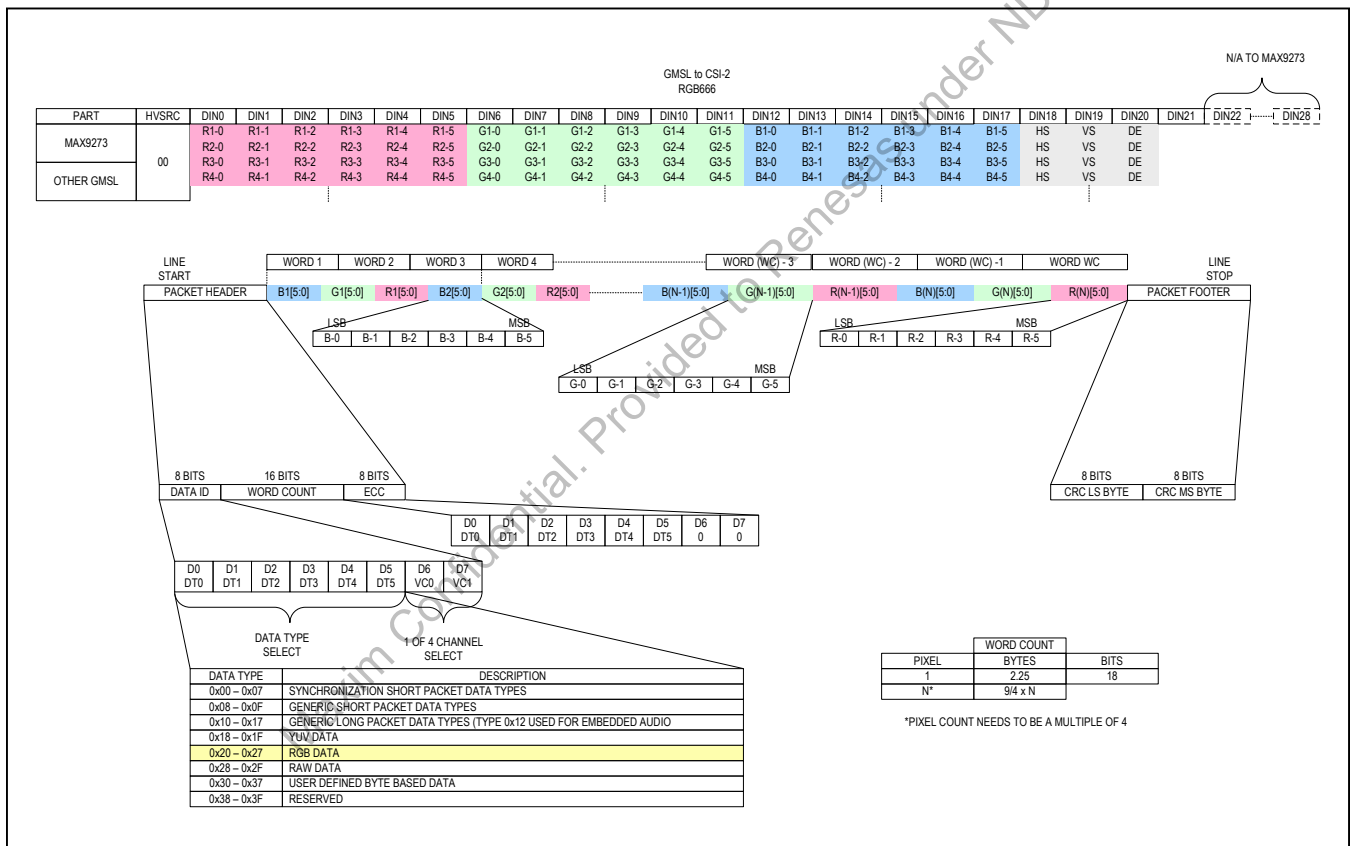 Maxim Confidential. Provided to Renesas under ND
N/A TO MAX9273
GMSL to CSI-2
RGB666
PART HVSRC DIN0 DIN1 DIN2 DIN3 DIN4 DIN5 DIN6 DIN7 DIN8 DIN9 DIN10 DIN11 DIN12 DIN13 DIN14 DIN15 DIN16 DIN17 DIN18 DIN19 DIN20 DIN21 DIN22 DIN28
MAX9273
OTHER GMSL
00
R1-0 R1-1 R1-2 R1-3 R1-4 R1-5 G1-0 G1-1 G1-2 G1-3 G1-4 G1-5 B1-0 B1-1 B1-2 B1-3 B1-4 B1-5 HS VS DE
R2-0 R2-1 R2-2 R2-3 R2-4 R2-5 G2-0 G2-1 G2-2 G2-3 G2-4 G2-5 B2-0 B2-1 B2-2 B2-3 B2-4 B2-5 HS VS DE
R3-0 R3-1 R3-2 R3-3 R3-4 R3-5 G3-0 G3-1 G3-2 G3-3 G3-4 G3-5 B3-0 B3-1 B3-2 B3-3 B3-4 B3-5 HS VS DE
R4-0 R4-1 R4-2 R4-3 R4-4 R4-5 G4-0 G4-1 G4-2 G4-3 G4-4 G4-5 B4-0 B4-1 B4-2 B4-3 B4-4 B4-5 HS VS DE
LINE START
WORD 1 WORD 2 WORD 3 WORD 4 WORD (WC) - 3 WORD (WC) - 2 WORD (WC) -1 WORD WC
LINE STOP
PACKET HEADER B1[5:0] G1[5:0] R1[5:0] B2[5:0] G2[5:0] R2[5:0] B(N-1)[5:0] G(N-1)[5:0] R(N-1)[5:0] B(N)[5:0] G(N)[5:0] R(N)[5:0] PACKET FOOTER
LSB MSB
B-0 B-1 B-2 B-3 B-4 B-5
LSB MSB
R-0 R-1 R-2 R-3 R-4 R-5
LSB MSB
G-0 G-1 G-2 G-3 G-4 G-5
8 BITS 16 BITS 8 BITS
DATA ID WORD COUNT ECC
8 BITS 8 BITS
CRC LS BYTE CRC MS BYTE
D0 D1 D2 D3 D4 D5 D6 D7
DT0 DT1 DT2 DT3 DT4 DT5 0 0
D0 D1 D2 D3 D4 D5 D6 D7
DT0 DT1 DT2 DT3 DT4 DT5 VC0 VC1
DATA TYPE
SELECT
1 OF 4 CHANNEL
SELECT
DATA TYPE DESCRIPTION
0x00 – 0x07 SYNCHRONIZATION SHORT PACKET DATA TYPES
0x08 – 0x0F GENERIC SHORT PACKET DATA TYPES
0x10 – 0x17 GENERIC LONG PACKET DATA TYPES (TYPE 0x12 USED FOR EMBEDDED AUDIO
0x18 – 0x1F YUV DATA
0x20 – 0x27 RGB DATA
0x28 – 0x2F RAW DATA
0x30 – 0x37 USER DEFINED BYTE BASED DATA
0x38 – 0x3F RESERVED
WORD COUNT
PIXEL BYTES BITS
1 2.25 18
N* 9/4 x N
*PIXEL COUNT NEEDS TO BE A MULTIPLE OF 4